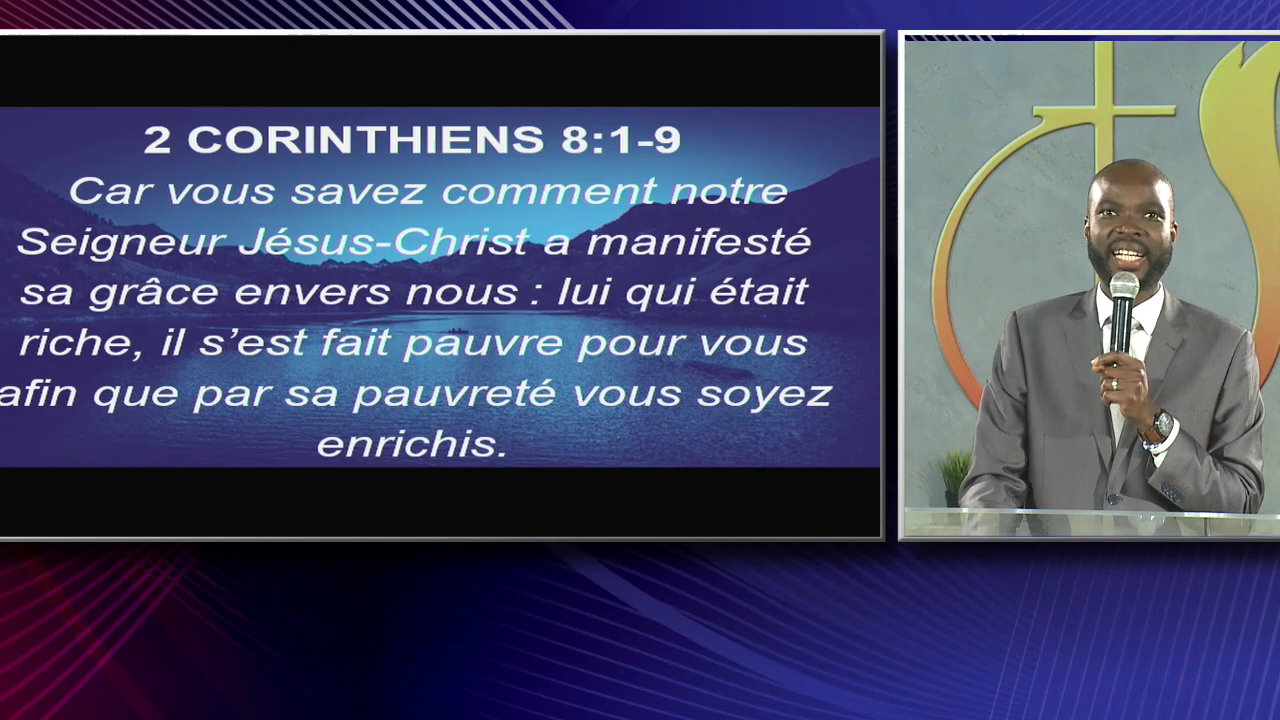 2 CORINTHIENS 8:1-9
Car vous savez comment notre
Seigneur Jésus-Christ a manifesté
sa grâce envers nous : lui qui était
riche, il s’est fait pauvre pour vous
afin que par sa pauvreté vous soyez
enrichis.